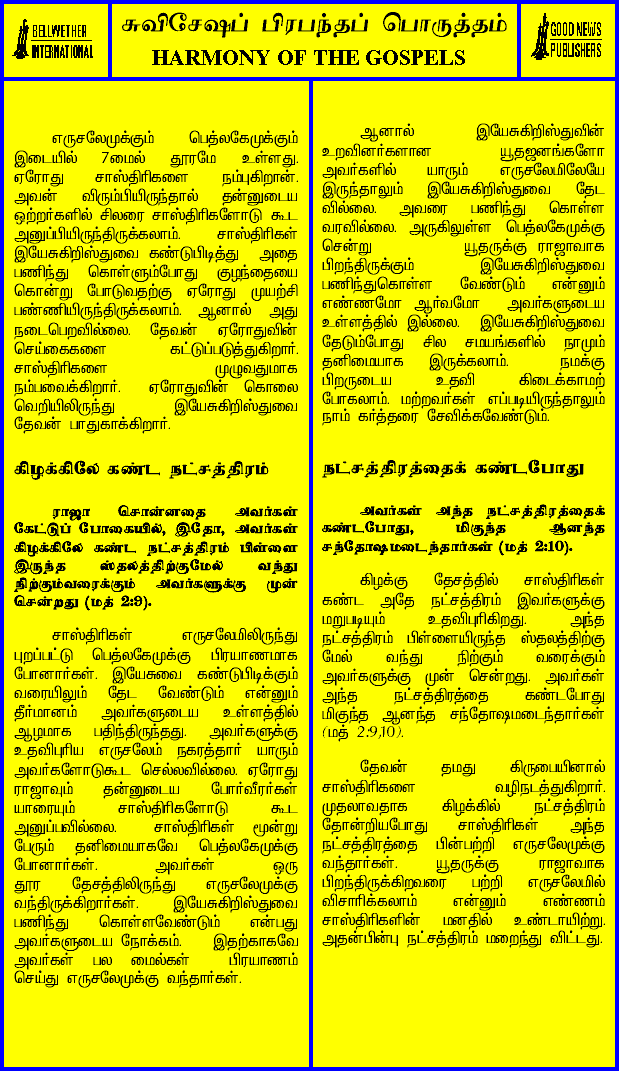 BELLWETHER
INTERNATIONAL
சுவிசேஷப் பிரபந்தப் பொருத்தம்
HARMONY OF THE GOSPELS
GOOD NEWS
PUBLISHERS
எருசலேமுக்கும் பெத்லகேமுக்கும்
இடையில் 7மைல் தூரமே உள்ளது.
ஏரோது சாஸ்திரிகளை நம்புகிறான்.
அவன் விரும்பியிருந்தால் தன்னுடைய
ஒற்றர்களில் சிலரை சாஸ்திரிகளோடு கூட
அனுப்பியிருந்திருக்கலாம். சாஸ்திரிகள்
இயேசுகிறிஸ்துவை கண்டுபிடித்து அதை
பணிந்து கொள்ளும்போது குழந்தையை
கொன்று போடுவதற்கு ஏரோது முயற்சி
பண்ணியிருந்திருக்கலாம். ஆனால் அது
நடைபெறவில்லை. தேவன் ஏரோதுவின்
செய்கைகளை கட்டுப்படுத்துகிறார்.
சாஸ்திரிகளை முழுவதுமாக
நம்பவைக்கிறார். ஏரோதுவின் கொலை
வெறியிலிருந்து இயேசுகிறிஸ்துவை
தேவன் பாதுகாக்கிறார்.
கிழக்கிலே கண்ட நட்சத்திரம்
ராஜா சொன்னதை அவர்கள்
கேட்டுப் போகையில், இதோ, அவர்கள்
கிழக்கிலே கண்ட நட்சத்திரம் பிள்ளை
இருந்த ஸ்தலத்திற்குமேல் வந்து
நிற்கும்வரைக்கும் அவர்களுக்கு முன்
சென்றது (மத் 2:9).
சாஸ்திரிகள் எருசலேமிலிருந்து
புறப்பட்டு பெத்லகேமுக்கு பிரயாணமாக
போனார்கள். இயேசுவை கண்டுபிடிக்கும்
வரையிலும் தேட வேண்டும் என்னும்
தீர்மானம் அவர்களுடைய உள்ளத்தில்
ஆழமாக பதிந்திருந்தது. அவர்களுக்கு
உதவிபுரிய எருசலேம் நகரத்தார் யாரும்
அவர்களோடுகூட செல்லவில்லை. ஏரோது
ராஜாவும் தன்னுடைய போர்வீரர்கள்
யாரையும் சாஸ்திரிகளோடு கூட
அனுப்பவில்லை. சாஸ்திரிகள் மூன்று
பேரும் தனிமையாகவே பெத்லகேமுக்கு
போனார்கள். அவர்கள் ஒரு
தூர தேசத்திலிருந்து எருசலேமுக்கு
வந்திருக்கிறார்கள். இயேசுகிறிஸ்துவை
பணிந்து கொள்ளவேண்டும் என்பது
அவர்களுடைய நோக்கம். இதற்காகவே
அவர்கள் பல மைல்கள் பிரயாணம்
செய்து எருசலேமுக்கு வந்தார்கள்.
ஆனால் இயேசுகிறிஸ்துவின்
உறவினர்களான யூதஜனங்களோ
அவர்களில் யாரும் எருசலேமிலேயே
இருந்தாலும் இயேசுகிறிஸ்துவை தேட
வில்லை. அவரை பணிந்து கொள்ள
வரவில்லை. அருகிலுள்ள பெத்லகேமுக்கு
சென்று யூதருக்கு ராஜாவாக
பிறந்திருக்கும் இயேசுகிறிஸ்துவை
பணிந்துகொள்ள வேண்டும் என்னும்
எண்ணமோ ஆர்வமோ அவர்களுடைய
உள்ளத்தில் இல்லை. இயேசுகிறிஸ்துவை
தேடும்போது சில சமயங்களில் நாமும்
தனிமையாக இருக்கலாம். நமக்கு
பிறருடைய உதவி கிடைக்காமற்
போகலாம். மற்றவர்கள் எப்படியிருந்தாலும்
நாம் கர்த்தரை சேவிக்கவேண்டும்.
நட்சத்திரத்தைக் கண்டபோது
அவர்கள் அந்த நட்சத்திரத்தைக்
கண்டபோது, மிகுந்த ஆனந்த
சந்தோஷமடைந்தார்கள் (மத் 2:10).
கிழக்கு தேசத்தில் சாஸ்திரிகள்
கண்ட அதே நட்சத்திரம் இவர்களுக்கு
மறுபடியும் உதவிபுரிகிறது. அந்த
நட்சத்திரம் பிள்ளையிருந்த ஸ்தலத்திற்கு
மேல் வந்து நிற்கும் வரைக்கும்
அவர்களுக்கு முன் சென்றது. அவர்கள்
அந்த நட்சத்திரத்தை கண்டபோது
மிகுந்த ஆனந்த சந்தோஷமடைந்தார்கள்
(மத் 2:9,10).
தேவன் தமது கிருபையினால்
சாஸ்திரிகளை வழிநடத்துகிறார்.
முதலாவதாக கிழக்கில் நட்சத்திரம்
தோன்றியபோது சாஸ்திரிகள் அந்த
நட்சத்திரத்தை பின்பற்றி எருசலேமுக்கு
வந்தார்கள். யூதருக்கு ராஜாவாக
பிறந்திருக்கிறவரை பற்றி எருசலேமில்
விசாரிக்கலாம் என்னும் எண்ணம்
சாஸ்திரிகளின் மனதில் உண்டாயிற்று.
அதன்பின்பு நட்சத்திரம் மறைந்து விட்டது.